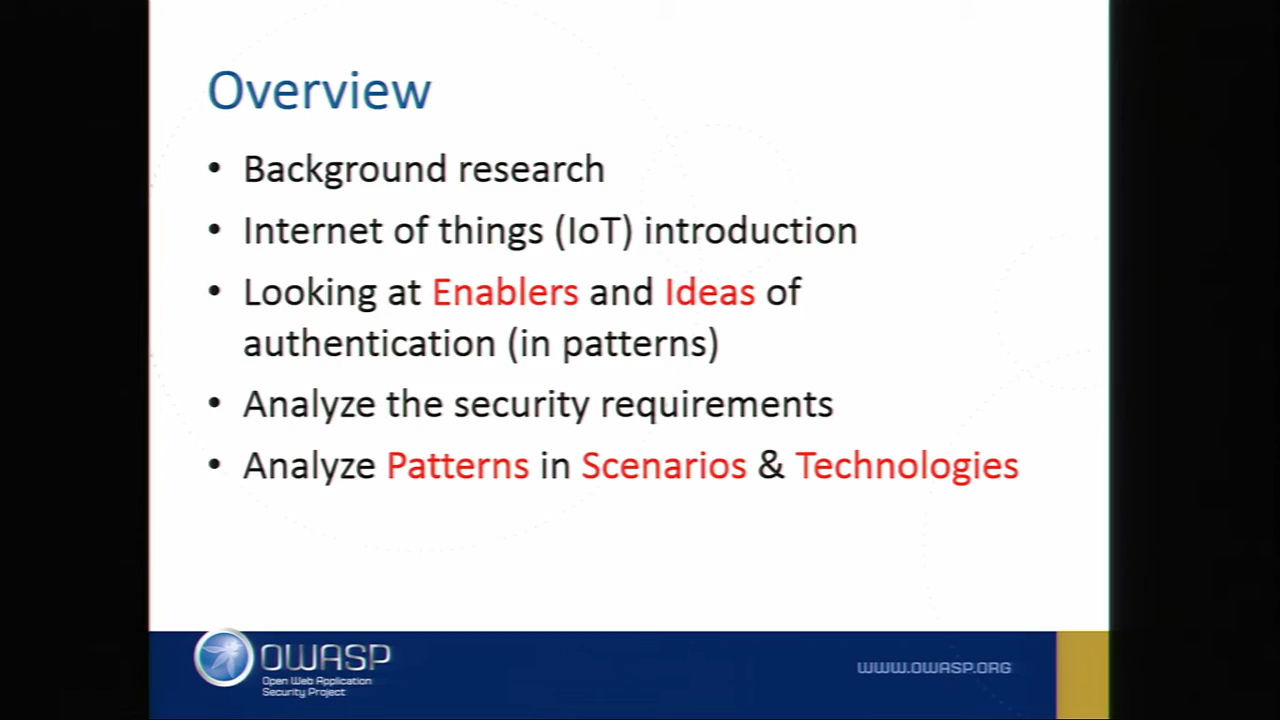 Overview
• Background research
• Internet of things (IoT) introduction
• Looking at Enablers and Ideas of
authentication (in patterns)
• Analyze the security requirements
• Analyze Patterns in Scenarios & Technologies
OWASP
Open Web Application
Security Project
WWW.OWASP.ORG